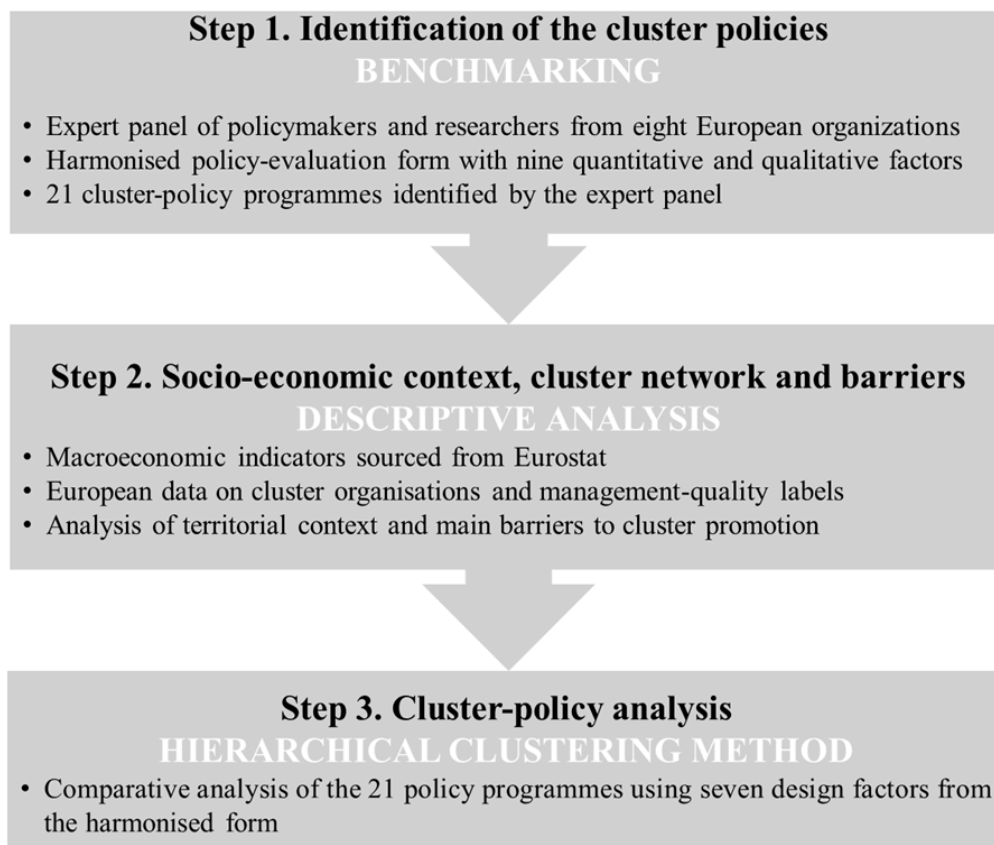 Step 1. Identification of the cluster policies
BENCHMARKING
• Expert panel of policymakers and researchers from eight European organizations
• Harmonised policy-evaluation form with nine quantitative and qualitative factors
• 21 cluster-policy programmes identified by the expert panel
Step 2. Socio-economic context, cluster network and barriers
DESCRIPTIVE ANALYSIS
• Macroeconomic indicators sourced from Eurostat
• European data on cluster organisations and management-quality labels
• Analysis of territorial context and main barriers to cluster promotion
Step 3. Cluster-policy analysis
HIERARCHICAL CLUSTERING METHOD
• Comparative analysis of the 21 policy programmes using seven design factors from
the harmonised form